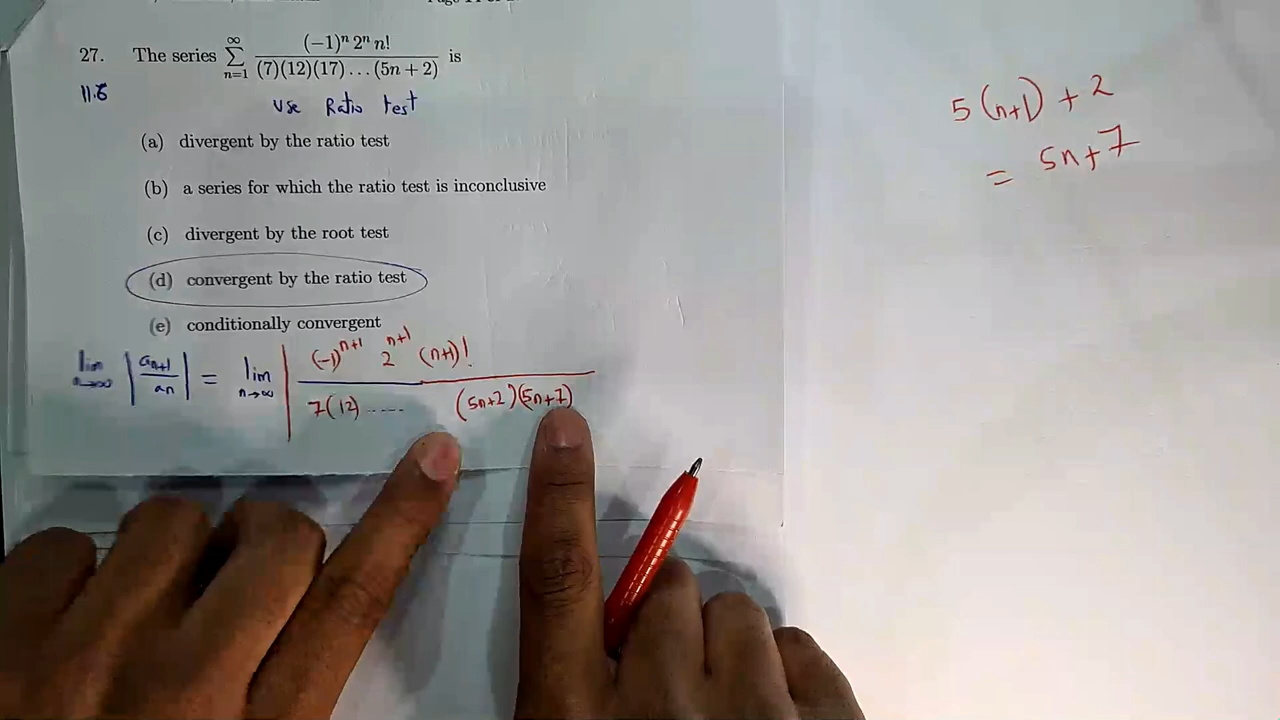 27. The series \sum_{n=1}^{\infty} \frac{(-1)^n 2^n n!}{(7)(12)(17)\ldots(5n+2)} is
11.6
Use Ratio test
(a) divergent by the ratio test
(b) a series for which the ratio test is inconclusive
(c) divergent by the root test
(d) convergent by the ratio test
(e) conditionally convergent
\lim_{n\to\infty} \left|\frac{a_{n+1}}{a_n}\right| = \lim_{n\to\infty} \left| \frac{(-1)^{n+1} 2^{n+1} (n+1)!}{7(12) ..... (5n+2)(5n+7)}
5(n+1) + 2
= 5n+7